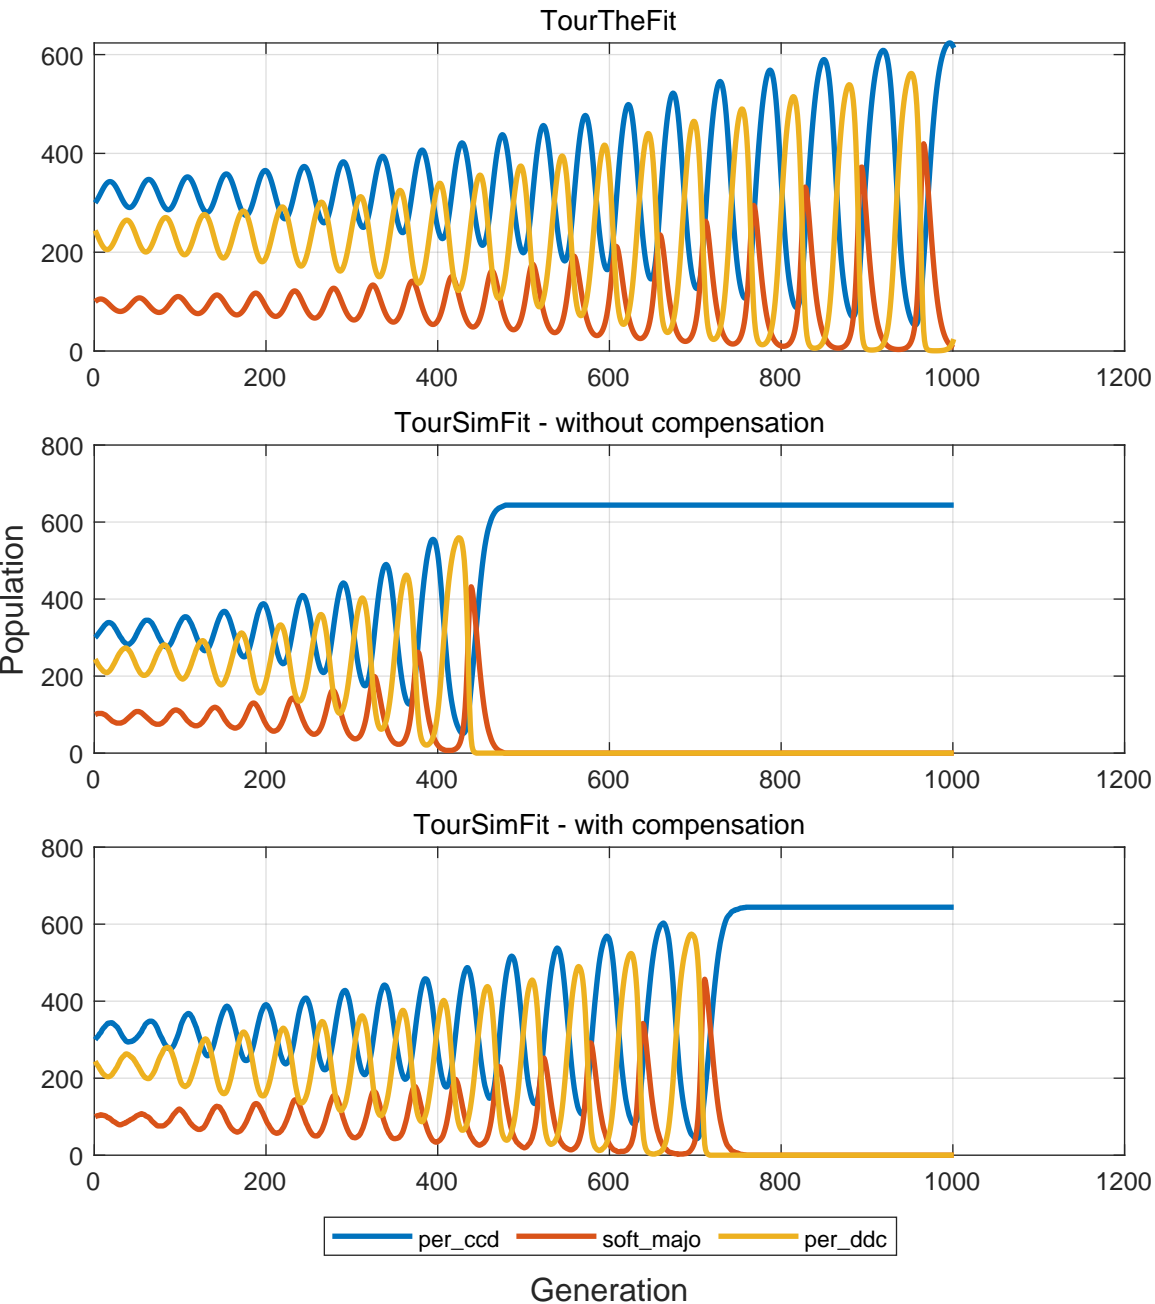 TourTheFit
600
400
200
0
0 200 400 600 800 1000 1200
TourSimFit - without compensation
800
600
400
200
0
0 200 400 600 800 1000 1200
Population
TourSimFit - with compensation
800
600
400
200
0
0 200 400 600 800 1000 1200
per_ccd soft_majo per_ddc
Generation